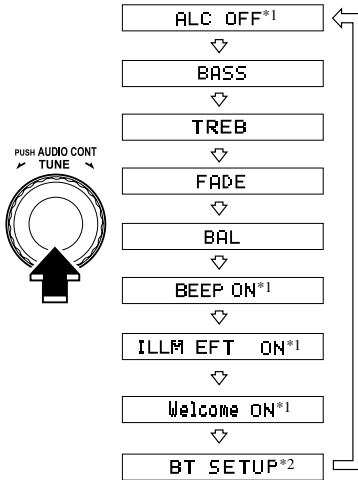 ALC OFF*1
BASS
TREB
PUSH AUDIO CONT
TUNE
FADE
BAL
BEEP ON*1
ILLM EFT ON*1
Welcome ON*1
BT SETUP*2